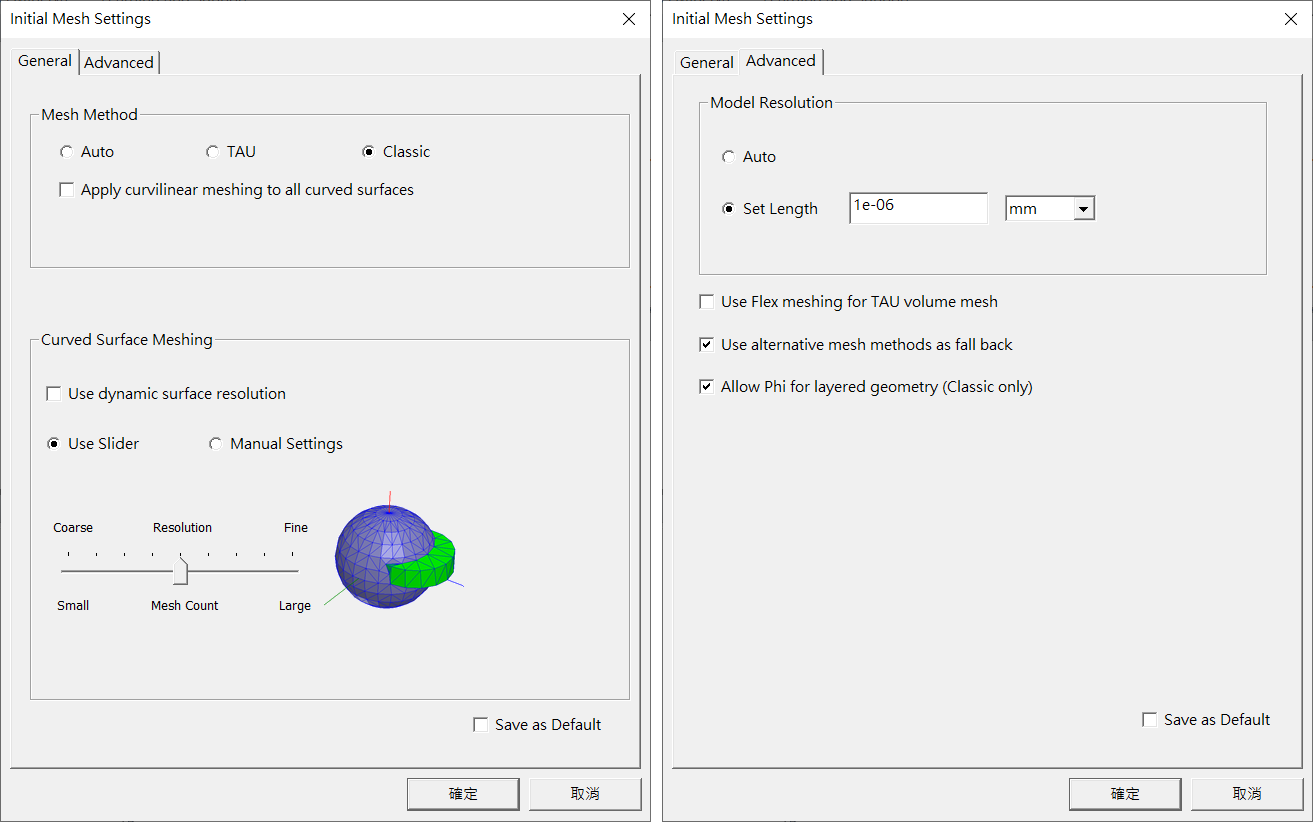 Initial Mesh Settings
General
Advanced
Mesh Method
Auto
TAU
Classic
Apply curvilinear meshing to all curved surfaces
Curved Surface Meshing
Use dynamic surface resolution
Use Slider
Manual Settings
Coarse
Resolution
Fine
Small
Mesh Count
Large
Save as Default
確定
取消
Initial Mesh Settings
General
Advanced
Model Resolution
Auto
Set Length
1e-06
mm
Use Flex meshing for TAU volume mesh
Use alternative mesh methods as fall back
Allow Phi for layered geometry (Classic only)
Save as Default
確定
取消